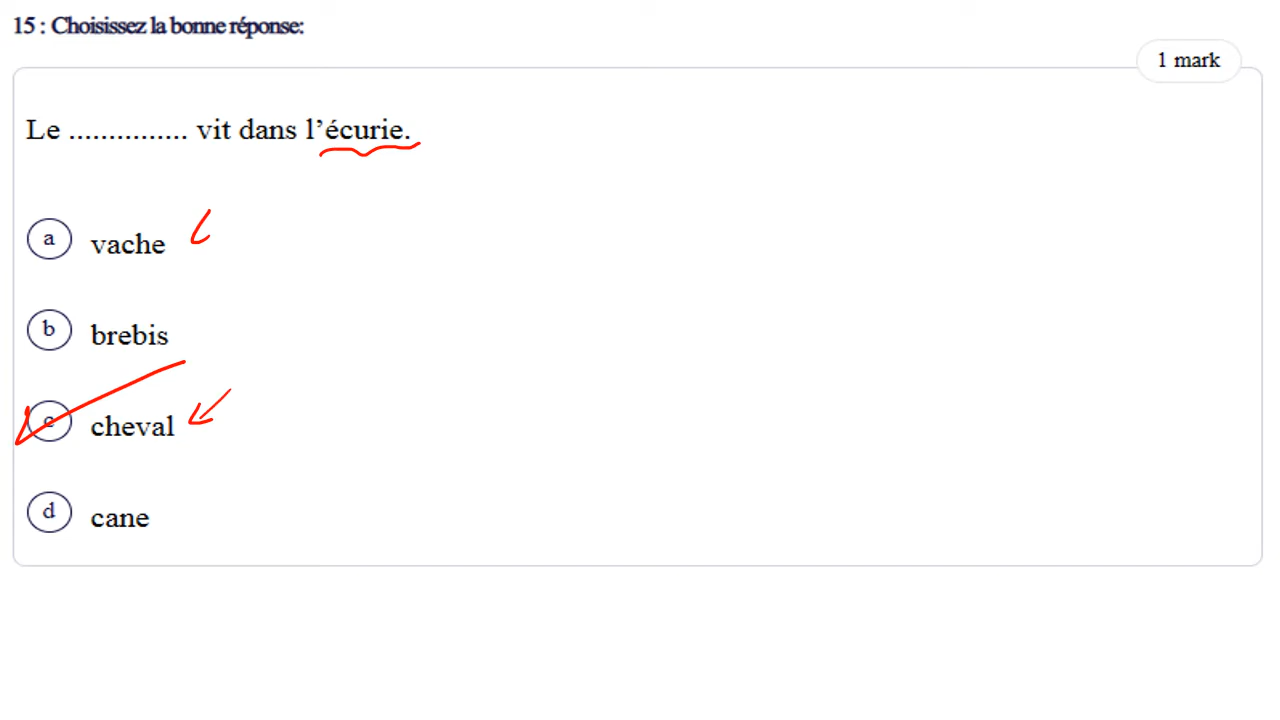 15 : Choisissez la bonne réponse:
1 mark
Le ............... vit dans l’écurie.
a vache
b brebis
c cheval
d cane